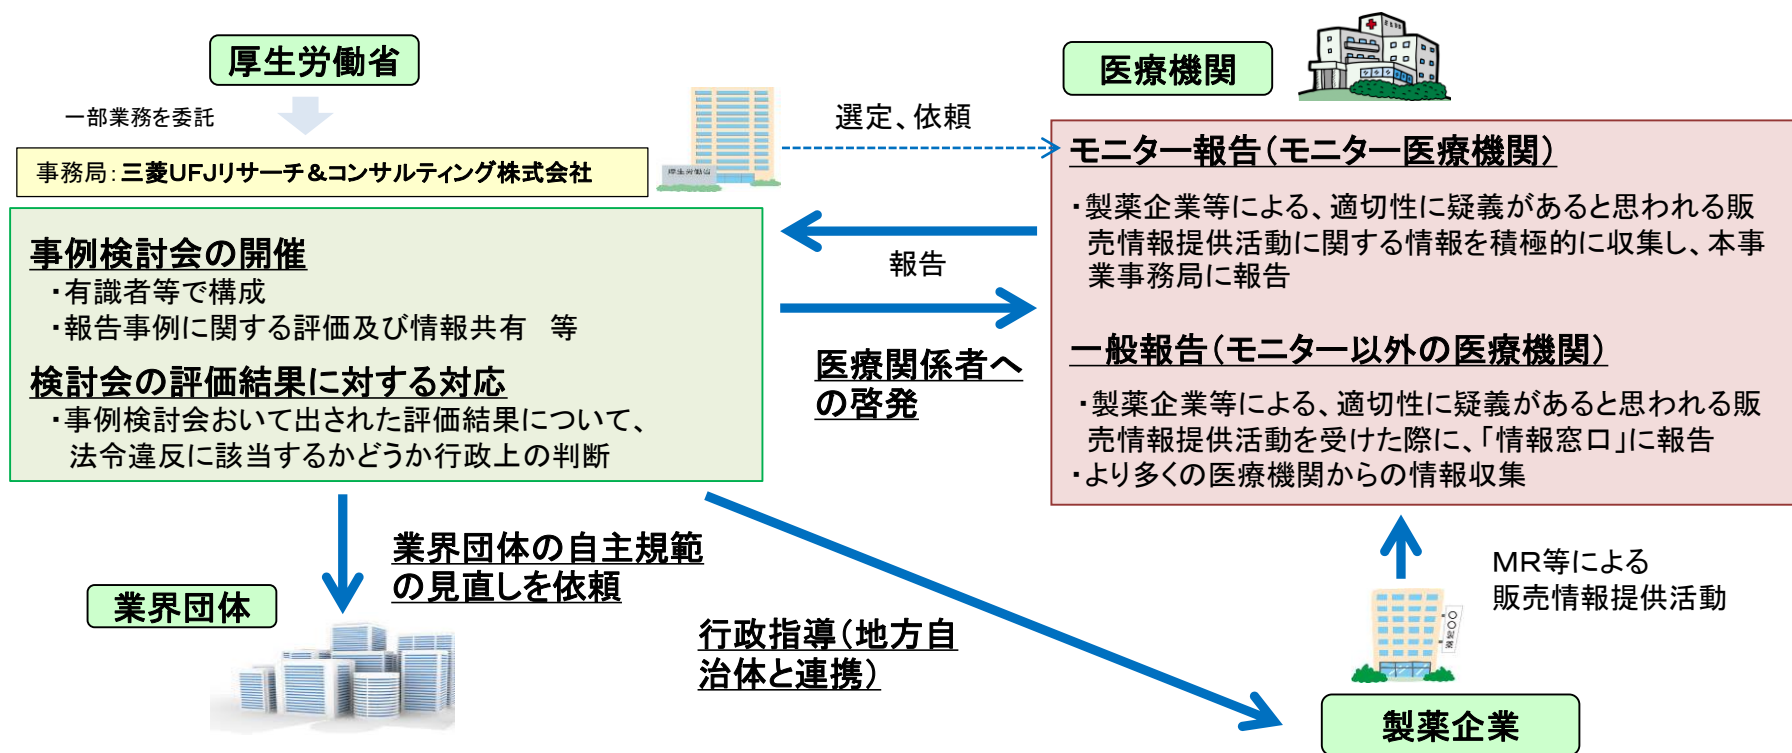 厚生労働省
一部業務を委託
事務局：三菱UFJリサーチ＆コンサルティング株式会社
厚生労働省
事例検討会の開催
・有識者等で構成
・報告事例に関する評価及び情報共有　等
検討会の評価結果に対する対応
・事例検討会おいて出された評価結果について、
法令違反に該当するかどうか行政上の判断
選定、依頼
報告
医療関係者へ
の啓発
医療機関
モニター報告（モニター医療機関）
・製薬企業等による、適切性に疑義があると思われる販
売情報提供活動に関する情報を積極的に収集し、本事
業事務局に報告
一般報告（モニター以外の医療機関）
・製薬企業等による、適切性に疑義があると思われる販
売情報提供活動を受けた際に、「情報窓口」に報告
・より多くの医療機関からの情報収集
業界団体の自主規範
の見直しを依頼
業界団体
行政指導（地方自
治体と連携）
MR等による
販売情報提供活動
〇〇製薬
製薬企業